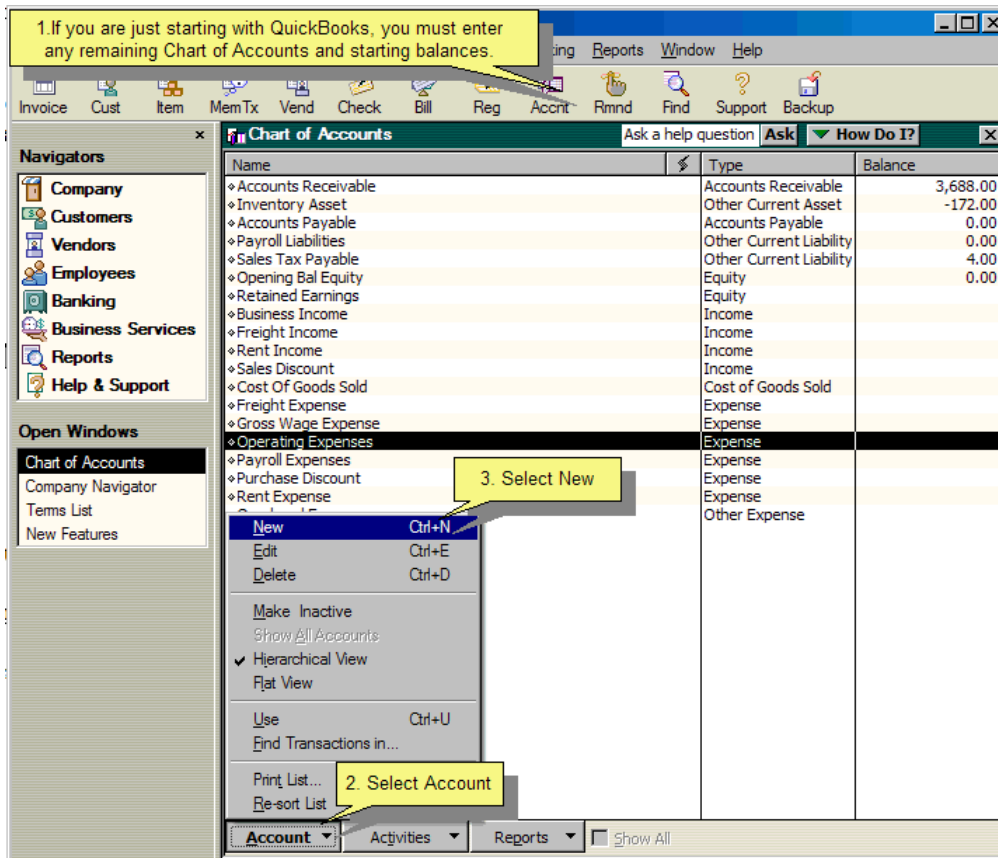 1.If you are just starting with QuickBooks, you must enter
any remaining Chart of Accounts and starting balances.
Reports Window Help
Invoice Cust Item MemTx Vend Check Bill Reg Accnt Rmnd Find Support Backup
Navigators
Company
Customers
Vendors
Employees
Banking
Business Services
Reports
Help & Support
Open Windows
Chart of Accounts
Company Navigator
Terms List
New Features
Chart of Accounts Ask a help question Ask How Do I?
Name Type Balance
Accounts Receivable Accounts Receivable 3,688.00
Inventory Asset Other Current Asset -172.00
Accounts Payable Accounts Payable 0.00
Payroll Liabilities Other Current Liability 0.00
Sales Tax Payable Other Current Liability 4.00
Opening Bal Equity Equity 0.00
Retained Earnings Equity
Business Income Income
Freight Income Income
Rent Income Income
Sales Discount Income
Cost Of Goods Sold Cost of Goods Sold
Freight Expense Expense
Gross Wage Expense Expense
Operating Expenses Expense
Payroll Expenses Expense
Purchase Discount Expense
Rent Expense Expense
Other Expense
3. Select New
New Ctrl+N
Edit Ctrl+E
Delete Ctrl+D
Make Inactive
Show All Accounts
Hierarchical View
Flat View
Use Ctrl+U
Find Transactions in...
Print List...
Re-sort List
2. Select Account
Account Activities Reports Show All